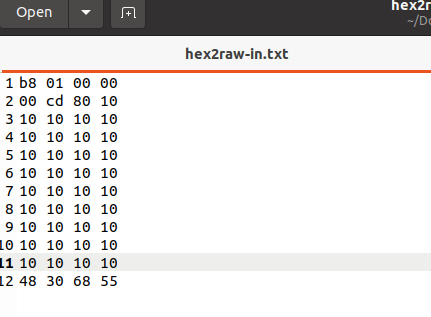 Open
hex2r
~/Do
hex2raw-in.txt
1 b8 01 00 00
2 00 cd 80 10
3 10 10 10 10
4 10 10 10 10
5 10 10 10 10
6 10 10 10 10
7 10 10 10 10
8 10 10 10 10
9 10 10 10 10
10 10 10 10 10
11 10 10 10 10
12 48 30 68 55